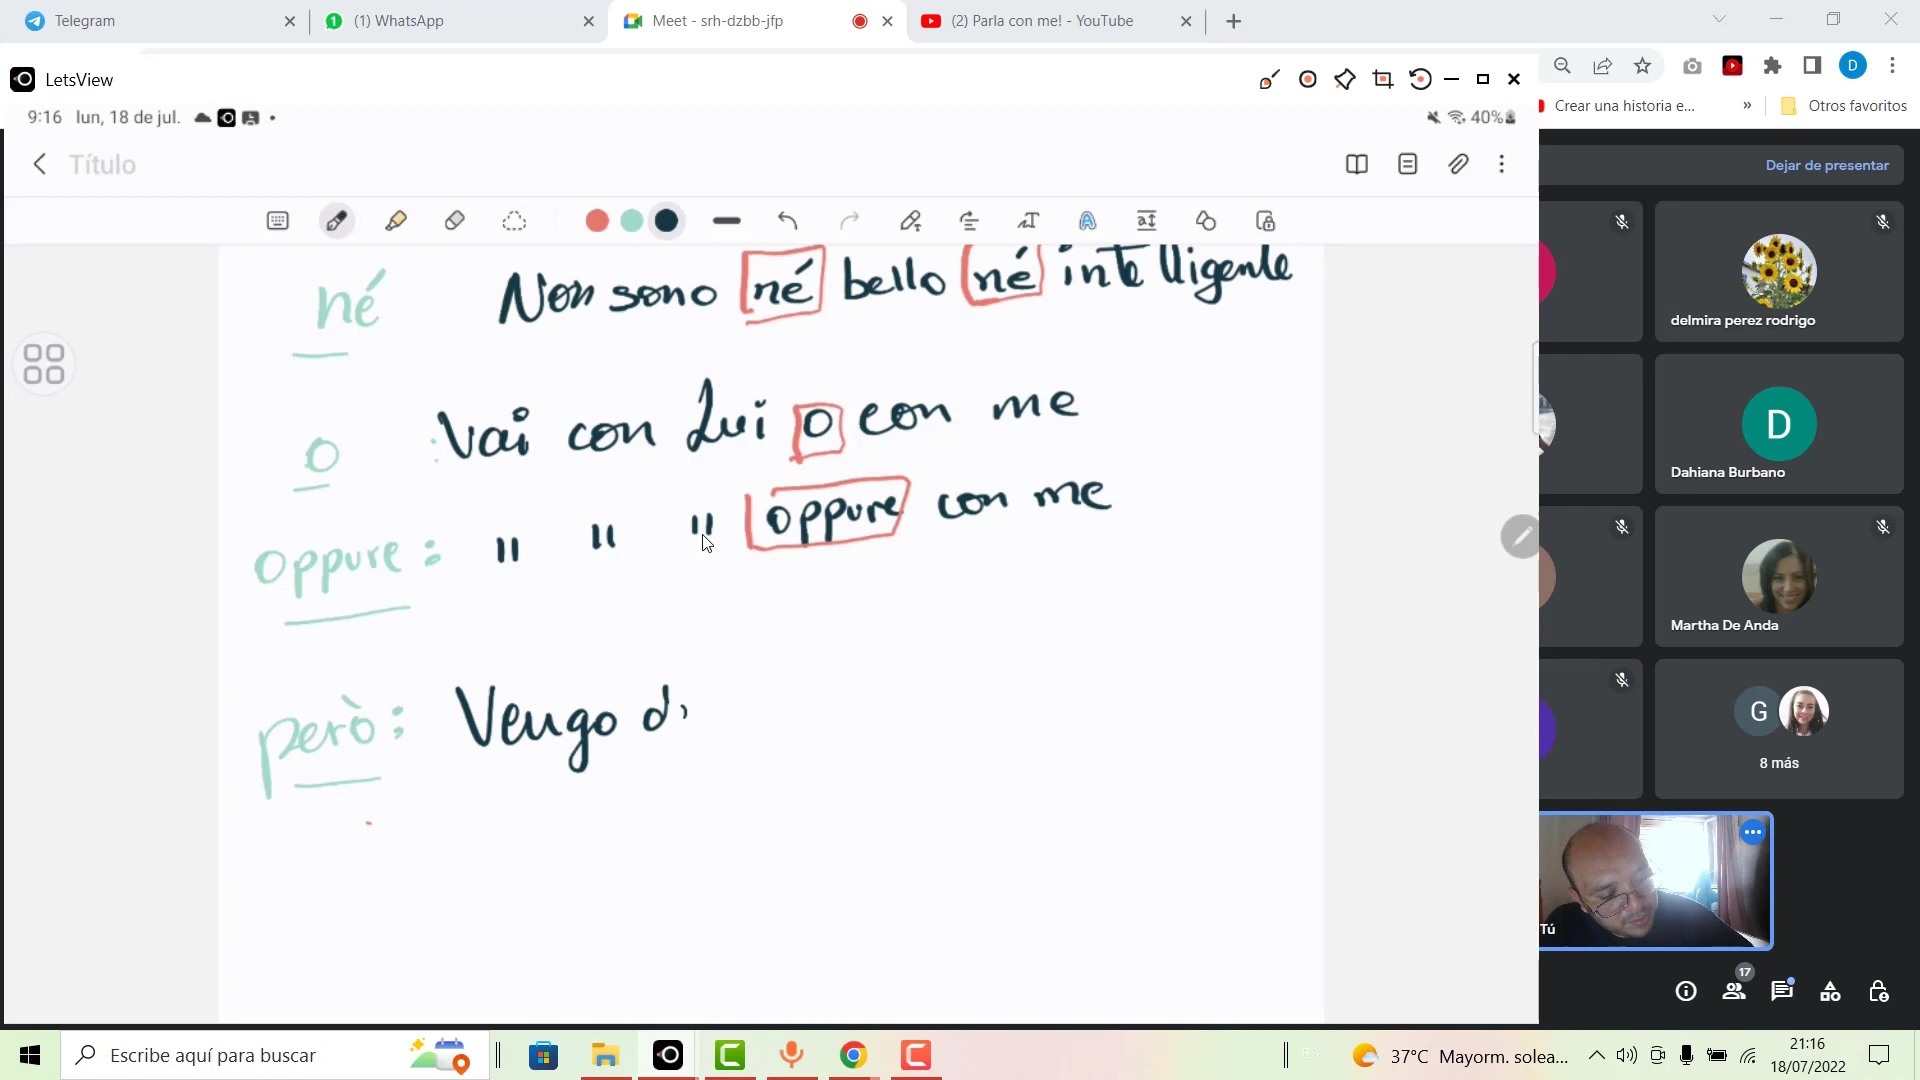 Telegram
(1) WhatsApp
Meet - srh-dzbb-jfp
(2) Parla con me! - YouTube
LetsView
D
Crear una historia e...
»
Otros favoritos
9:16 lun, 18 de jul.
40%
Título
Dejar de presentar
né Non sono né bello né intelligente
o : Vai con Lui o con me
oppure : " " " oppure con me
però : Vengo di
delmira perez rodrigo
D
Dahiana Burbano
Martha De Anda
G
8 más
Tú
17
Escribe aquí para buscar
37°C Mayorm. solea...
21:16
18/07/2022